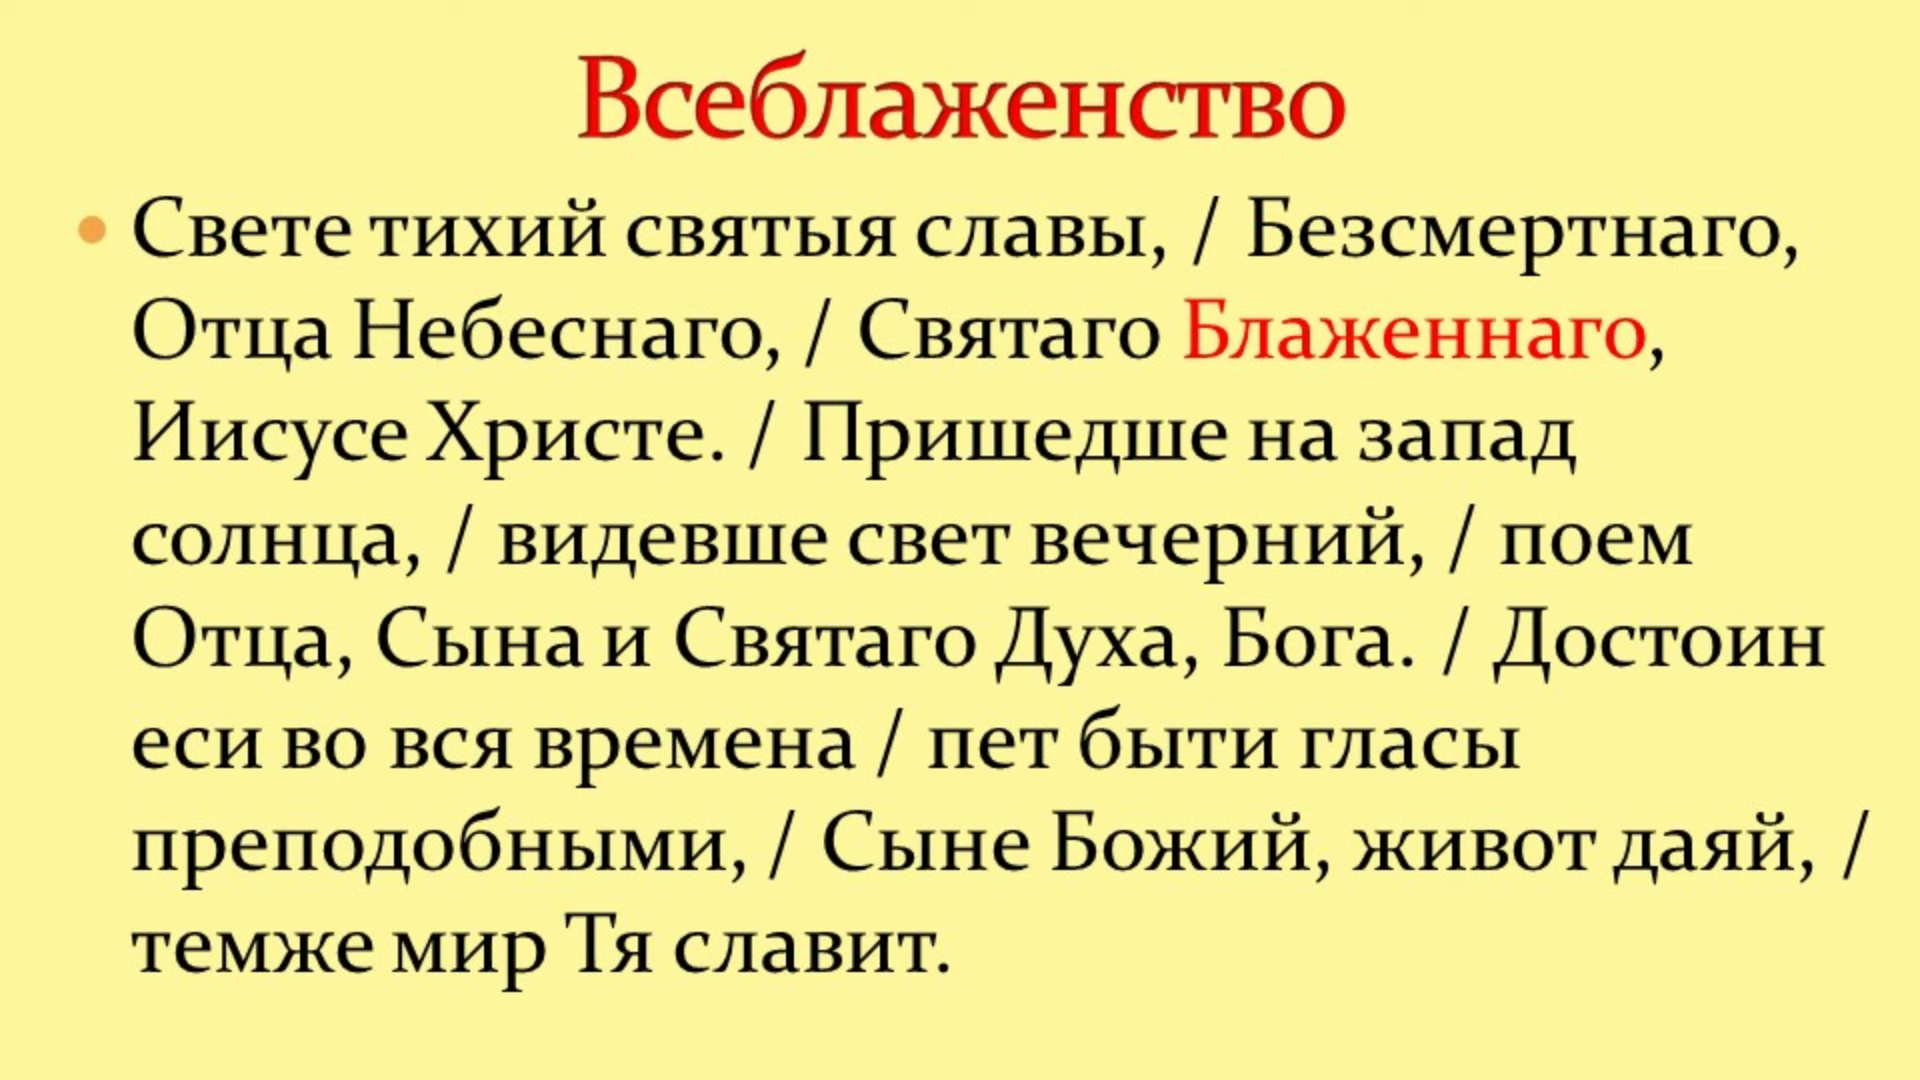 Всеблаженство
Свете тихий святыя славы, / Безсмертнаго,
Отца Небеснаго, / Святаго Блаженнаго,
Иисусе Христе. / Пришедше на запад
солнца, / видевше свет вечерний, / поем
Отца, Сына и Святаго Духа, Бога. / Достоин
еси во вся времена / пет быти гласы
преподобными, / Сыне Божий, живот даяй, /
темже мир Тя славит.